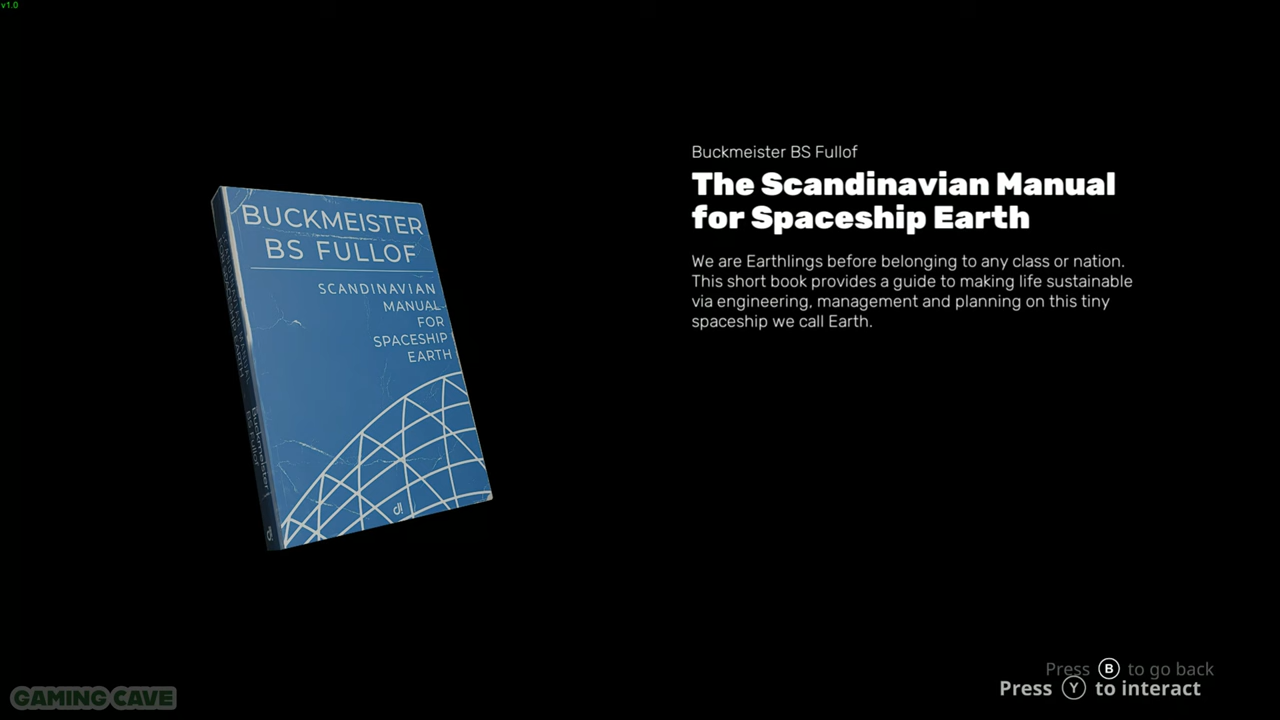 v1.0
Buckmeister BS Fullof
The Scandinavian Manual
for Spaceship Earth
We are Earthlings before belonging to any class or nation.
This short book provides a guide to making life sustainable
via engineering, management and planning on this tiny
spaceship we call Earth.
BUCKMEISTER
BS FULLOF
SCANDINAVIAN
MANUAL
FOR
SPACESHIP
EARTH
d!
Buckmeister
BS Fullof
d!
Press B to go back
Press Y to interact
GAMING CAVE